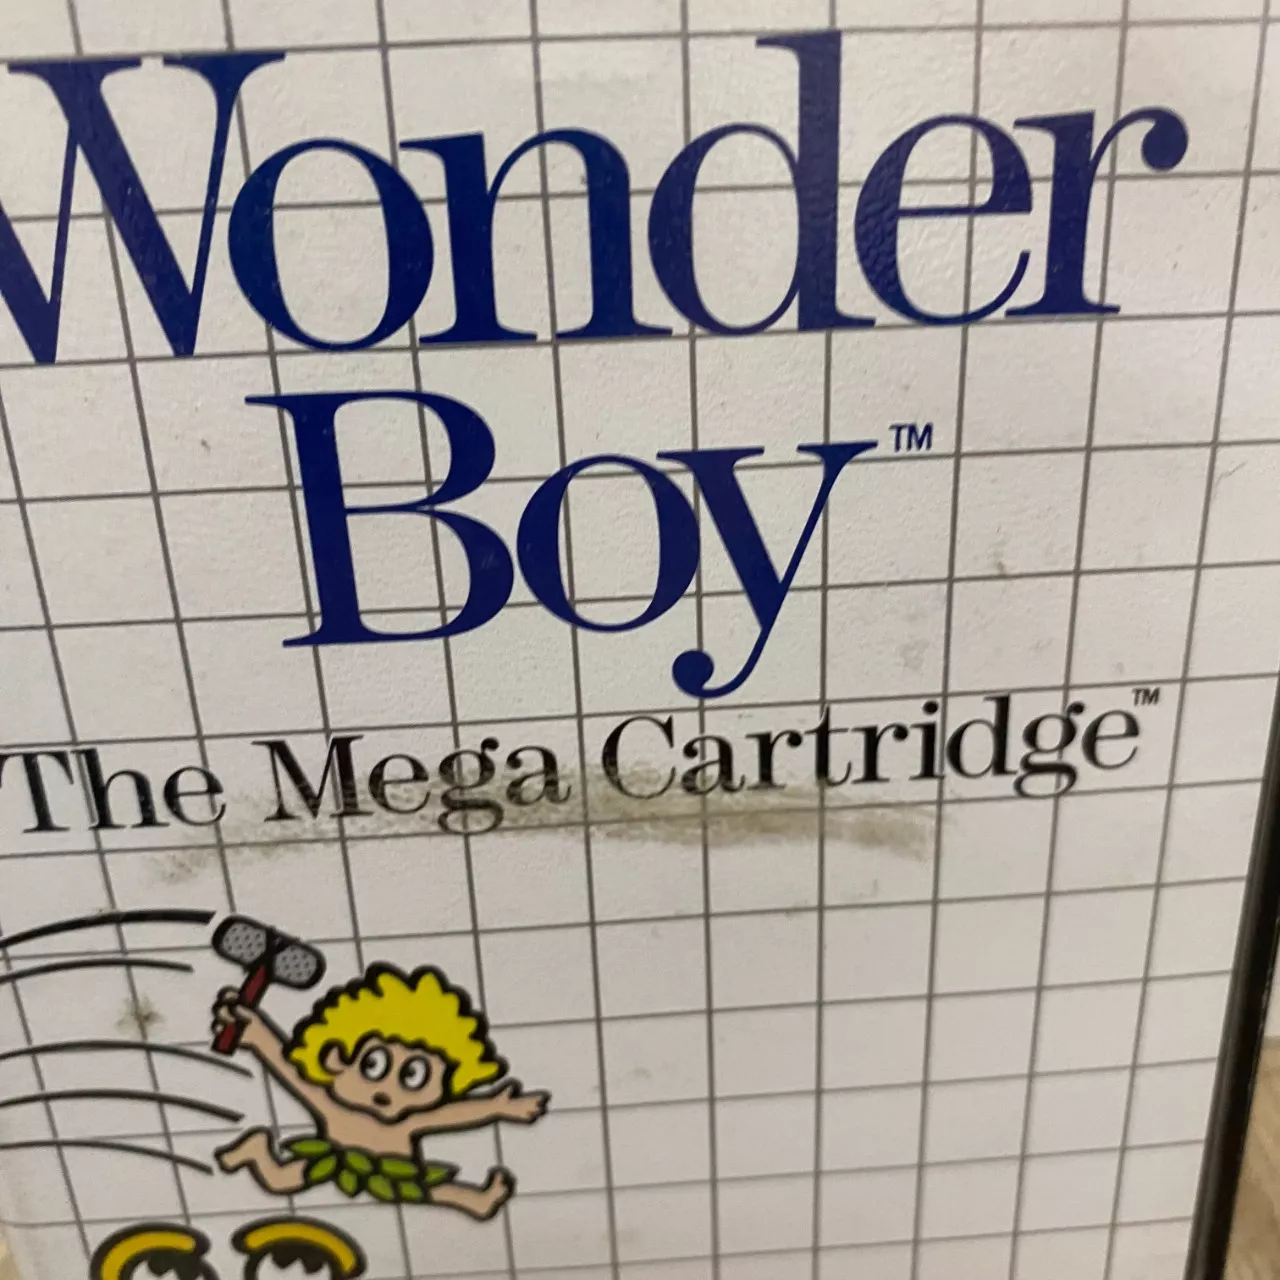 Wonder
Boy™
The Mega Cartridge™